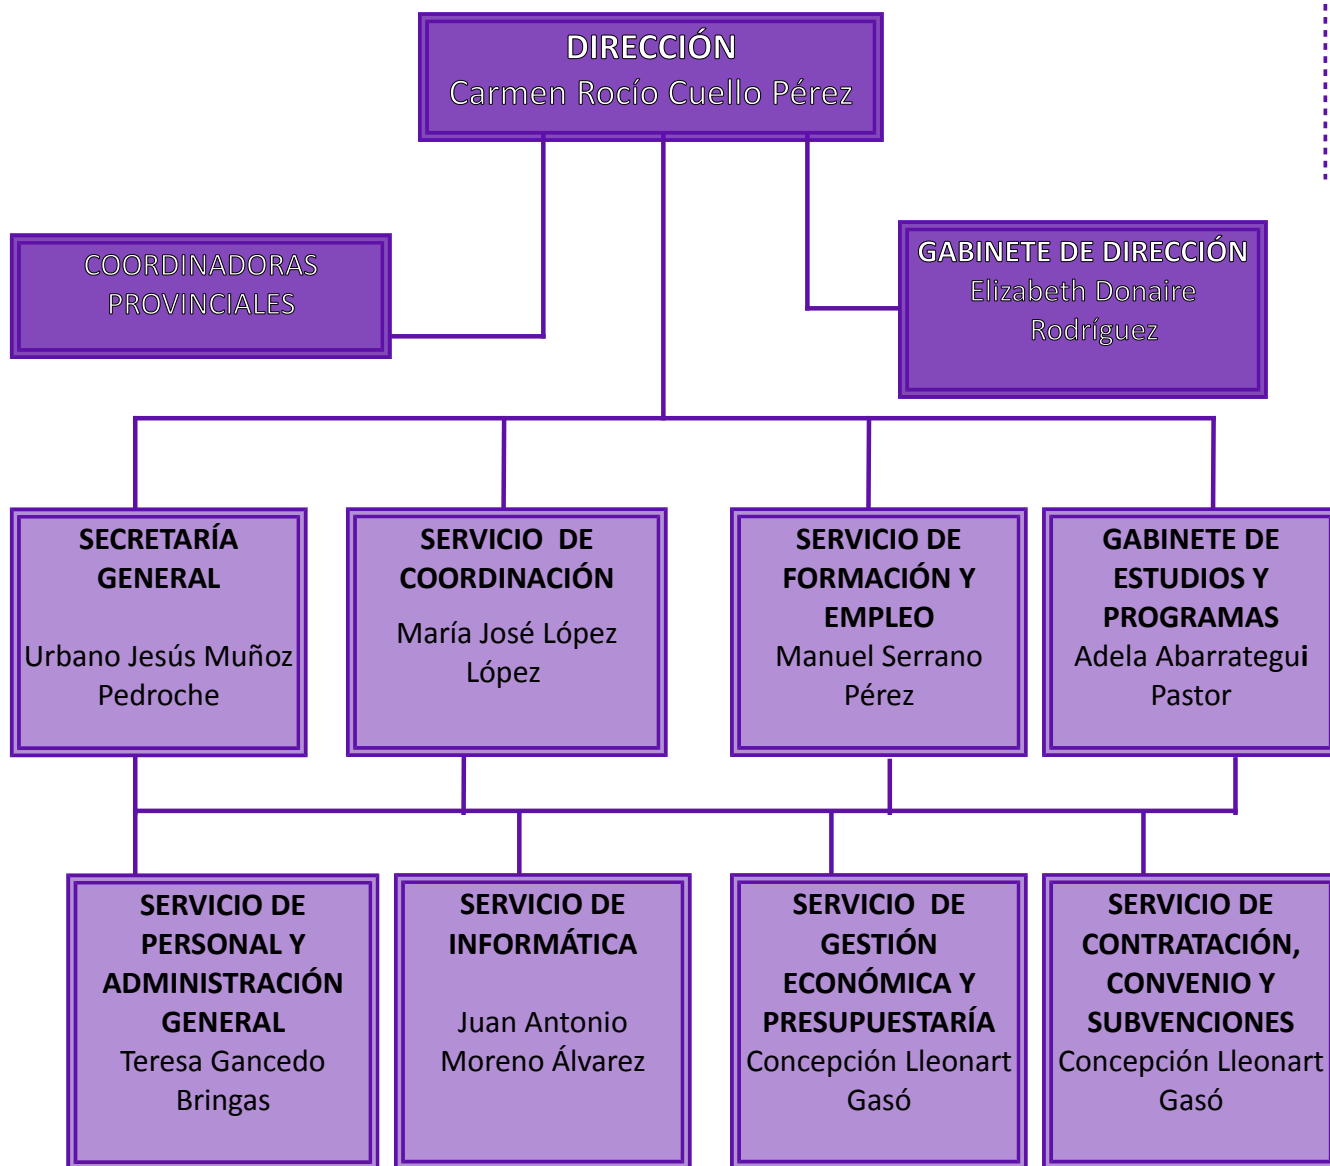 DIRECCIÓN
Carmen Rocío Cuello Pérez
COORDINADORAS
PROVINCIALES
GABINETE DE DIRECCIÓN
Elizabeth Donaire
Rodríguez
SECRETARÍA
GENERAL
Urbano Jesús Muñoz
Pedroche
SERVICIO DE
COORDINACIÓN
María José López
López
SERVICIO DE
FORMACIÓN Y
EMPLEO
Manuel Serrano
Pérez
GABINETE DE
ESTUDIOS Y
PROGRAMAS
Adela Abarrategui
Pastor
SERVICIO DE
PERSONAL Y
ADMINISTRACIÓN
GENERAL
Teresa Gancedo
Bringas
SERVICIO DE
INFORMÁTICA
Juan Antonio
Moreno Álvarez
SERVICIO DE
GESTIÓN
ECONÓMICA Y
PRESUPUESTARÍA
Concepción Lleonart
Gasó
SERVICIO DE
CONTRATACIÓN,
CONVENIO Y
SUBVENCIONES
Concepción Lleonart
Gasó